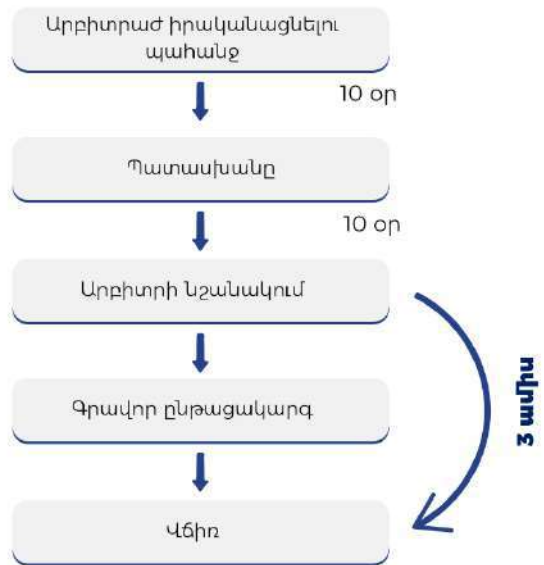 Արբիտրաժ իրականացնելու
պահանջ
10 օր
Պատասխանը
10 օր
Արբիտրի նշանակում
Գրավոր ընթացակարգ
3 ամիս
Վճիռ